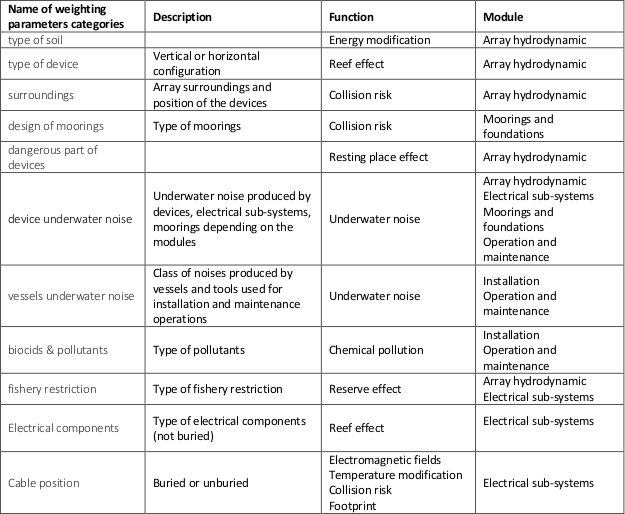 Name of weighting parameters categories | Description | Function | Module
type of soil | | Energy modification | Array hydrodynamic
type of device | Vertical or horizontal configuration | Reef effect | Array hydrodynamic
surroundings | Array surroundings and position of the devices | Collision risk | Array hydrodynamic
design of moorings | Type of moorings | Collision risk | Moorings and foundations
dangerous part of devices | | Resting place effect | Array hydrodynamic
device underwater noise | Underwater noise produced by devices, electrical sub-systems, moorings depending on the modules | Underwater noise | Array hydrodynamic Electrical sub-systems Moorings and foundations Operation and maintenance
vessels underwater noise | Class of noises produced by vessels and tools used for installation and maintenance operations | Underwater noise | Installation Operation and maintenance
biocids & pollutants | Type of pollutants | Chemical pollution | Installation Operation and maintenance
fishery restriction | Type of fishery restriction | Reserve effect | Array hydrodynamic Electrical sub-systems
Electrical components | Type of electrical components (not buried) | Reef effect | Electrical sub-systems
Cable position | Buried or unburied | Electromagnetic fields Temperature modification Collision risk Footprint | Electrical sub-systems